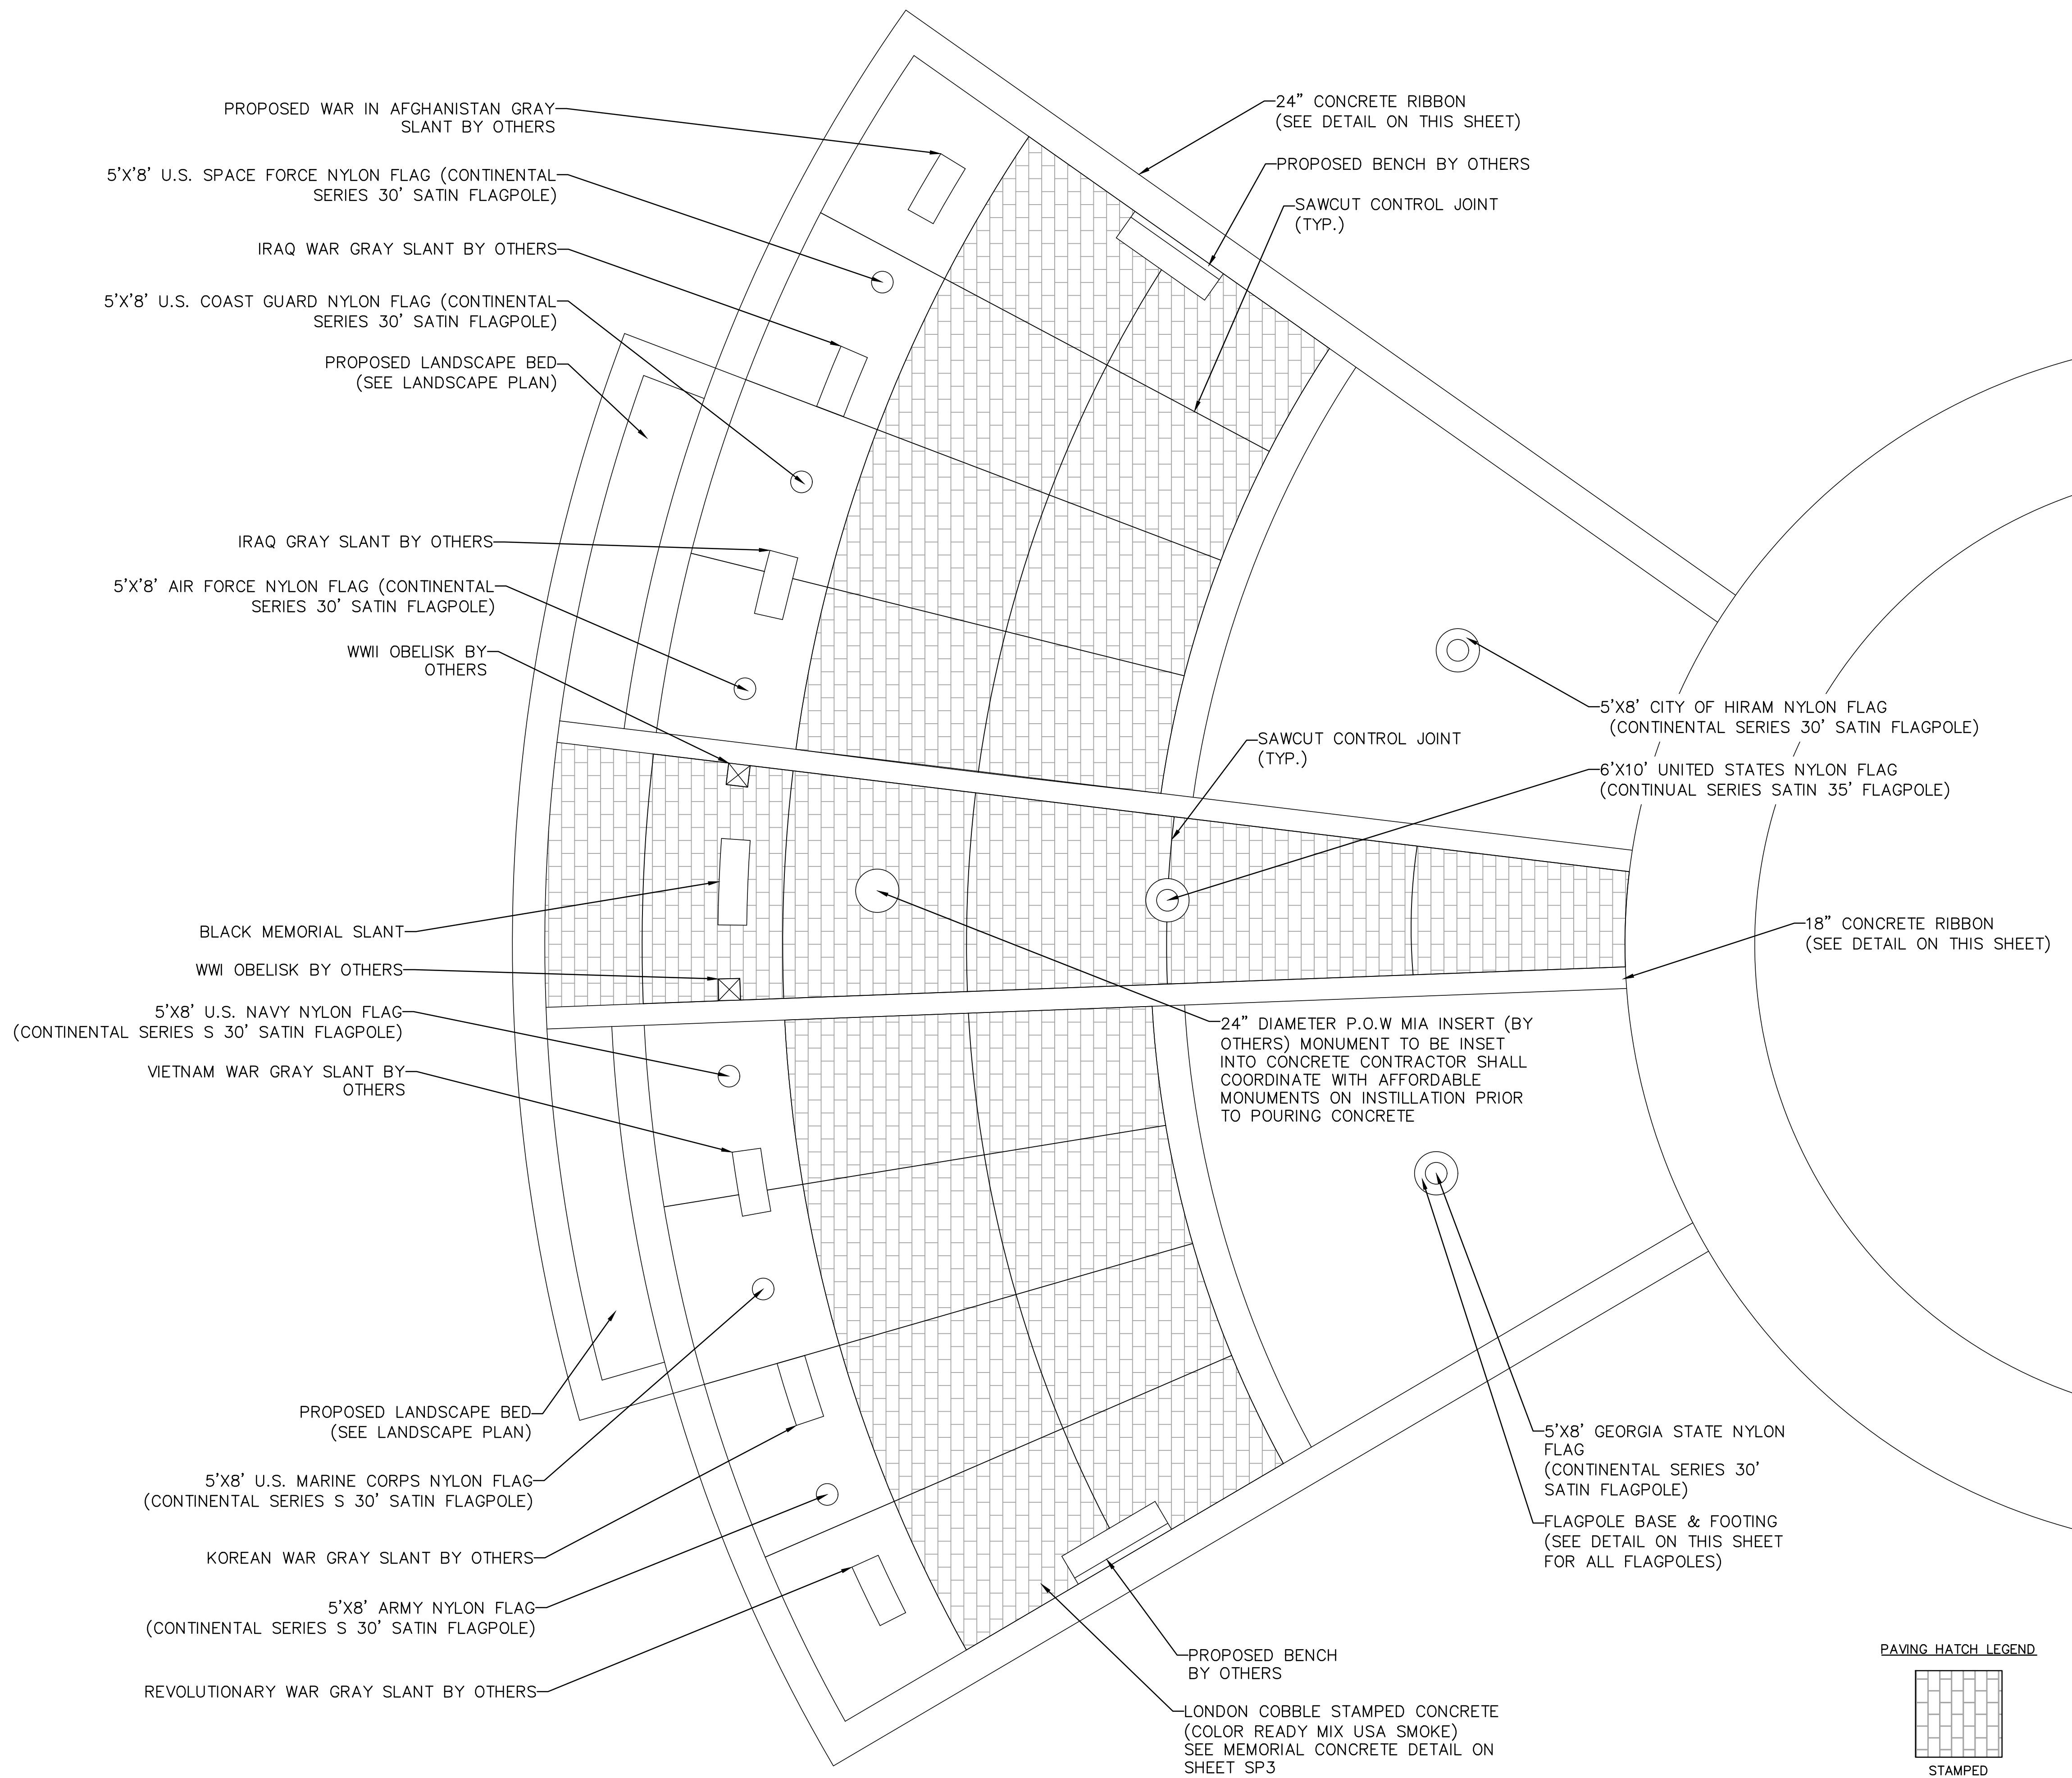 PROPOSED WAR IN AFGHANISTAN GRAY
SLANT BY OTHERS
5'X'8' U.S. SPACE FORCE NYLON FLAG (CONTINENTAL
SERIES 30' SATIN FLAGPOLE)
IRAQ WAR GRAY SLANT BY OTHERS
5'X'8' U.S. COAST GUARD NYLON FLAG (CONTINENTAL
SERIES 30' SATIN FLAGPOLE)
PROPOSED LANDSCAPE BED
(SEE LANDSCAPE PLAN)
IRAQ GRAY SLANT BY OTHERS
5'X'8' AIR FORCE NYLON FLAG (CONTINENTAL
SERIES 30' SATIN FLAGPOLE)
WWII OBELISK BY
OTHERS
BLACK MEMORIAL SLANT
WWI OBELISK BY OTHERS
5'X8' U.S. NAVY NYLON FLAG
(CONTINENTAL SERIES S 30' SATIN FLAGPOLE)
VIETNAM WAR GRAY SLANT BY
OTHERS
PROPOSED LANDSCAPE BED
(SEE LANDSCAPE PLAN)
5'X8' U.S. MARINE CORPS NYLON FLAG
(CONTINENTAL SERIES S 30' SATIN FLAGPOLE)
KOREAN WAR GRAY SLANT BY OTHERS
5'X8' ARMY NYLON FLAG
(CONTINENTAL SERIES S 30' SATIN FLAGPOLE)
REVOLUTIONARY WAR GRAY SLANT BY OTHERS
24" CONCRETE RIBBON
(SEE DETAIL ON THIS SHEET)
PROPOSED BENCH BY OTHERS
SAWCUT CONTROL JOINT
(TYP.)
5'X8' CITY OF HIRAM NYLON FLAG
(CONTINENTAL SERIES 30' SATIN FLAGPOLE)
SAWCUT CONTROL JOINT
(TYP.)
6'X10' UNITED STATES NYLON FLAG
(CONTINUAL SERIES SATIN 35' FLAGPOLE)
18" CONCRETE RIBBON
(SEE DETAIL ON THIS SHEET)
24" DIAMETER P.O.W MIA INSERT (BY
OTHERS) MONUMENT TO BE INSET
INTO CONCRETE CONTRACTOR SHALL
COORDINATE WITH AFFORDABLE
MONUMENTS ON INSTILLATION PRIOR
TO POURING CONCRETE
5'X8' GEORGIA STATE NYLON
FLAG
(CONTINENTAL SERIES 30'
SATIN FLAGPOLE)
FLAGPOLE BASE & FOOTING
(SEE DETAIL ON THIS SHEET
FOR ALL FLAGPOLES)
PROPOSED BENCH
BY OTHERS
LONDON COBBLE STAMPED CONCRETE
(COLOR READY MIX USA SMOKE)
SEE MEMORIAL CONCRETE DETAIL ON
SHEET SP3
PAVING HATCH LEGEND
STAMPED